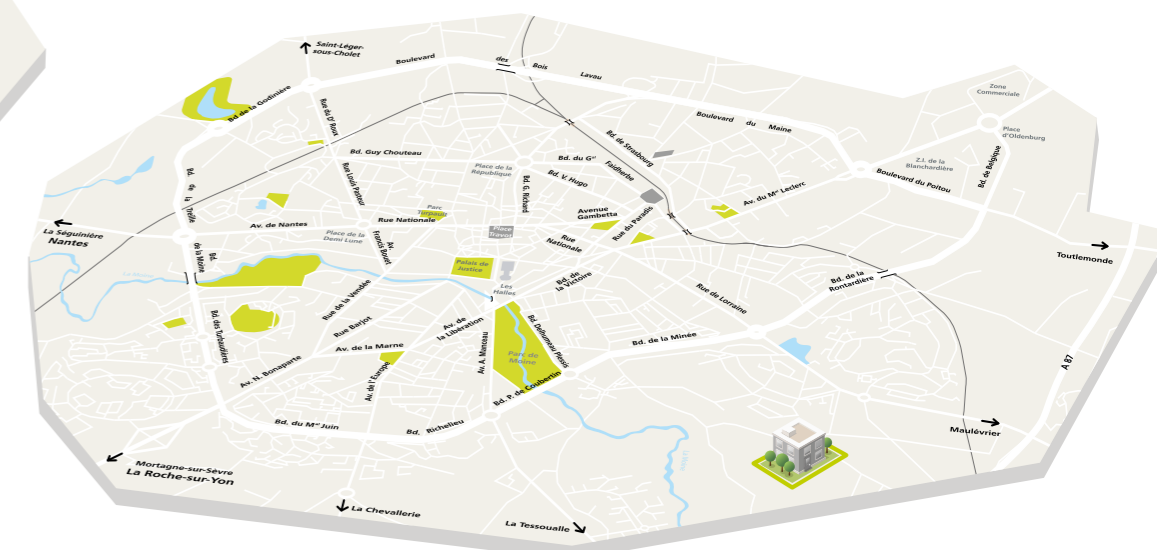 Saint-Léger-
sous-Cholet
Boulevard
des
Bois
Lavau
Bd de la Godinière
Rue du Dr Roux
Zone
Commerciale
Boulevard du Maine
Place
d'Oldenburg
Bd. de Strasbourg
Bd. Guy Chouteau
Bd. du Gal
Faidherbe
Place de la
République
Bd. V. Hugo
Z.I. de la
Blanchardière
Boulevard du Poitou
Bd. de Belgique
Bd. de la Treille
Rue Louis Pasteur
Bd. G. Richard
Av. du Mal Leclerc
Parc
Turpault
Rue Nationale
Avenue
Gambetta
Rue du Paradis
La Séguinière
Nantes
Av. de Nantes
Place de la
Demi Lune
Av.
Francis Bouet
Place
Travot
Rue
Nationale
Bd.
de la Moine
Toutlemonde
La Moine
Palais de
Justice
Les
Halles
Bd. de
la Victoire
Bd. de la
Rontardière
Rue de la Vendée
Rue de Lorraine
Bd. des Turbaudières
Rue Barjot
Av. de
la Libération
Bd. Delhumeau Plessis
Av. A. Manceau
Bd. de la Minée
Av. de la Marne
Parc de
Moine
A 87
Av. N. Bonaparte
Av. de l'Europe
Bd. P. de Coubertin
Bd. du Mal Juin
Bd. Richelieu
Maulévrier
Mortagne-sur-Sèvre
La Roche-sur-Yon
La Moine
La Chevallerie
La Tessoualle